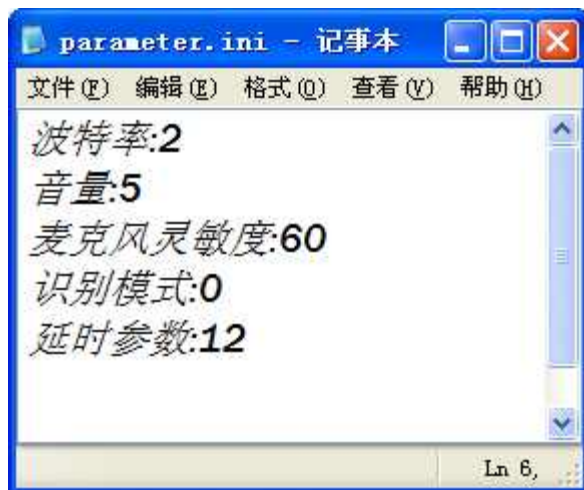 parameter.ini - 记事本
文件(F) 编辑(E) 格式(O) 查看(V) 帮助(H)
波特率:2
音量:5
麦克风灵敏度:60
识别模式:0
延时参数:12
Ln 6,